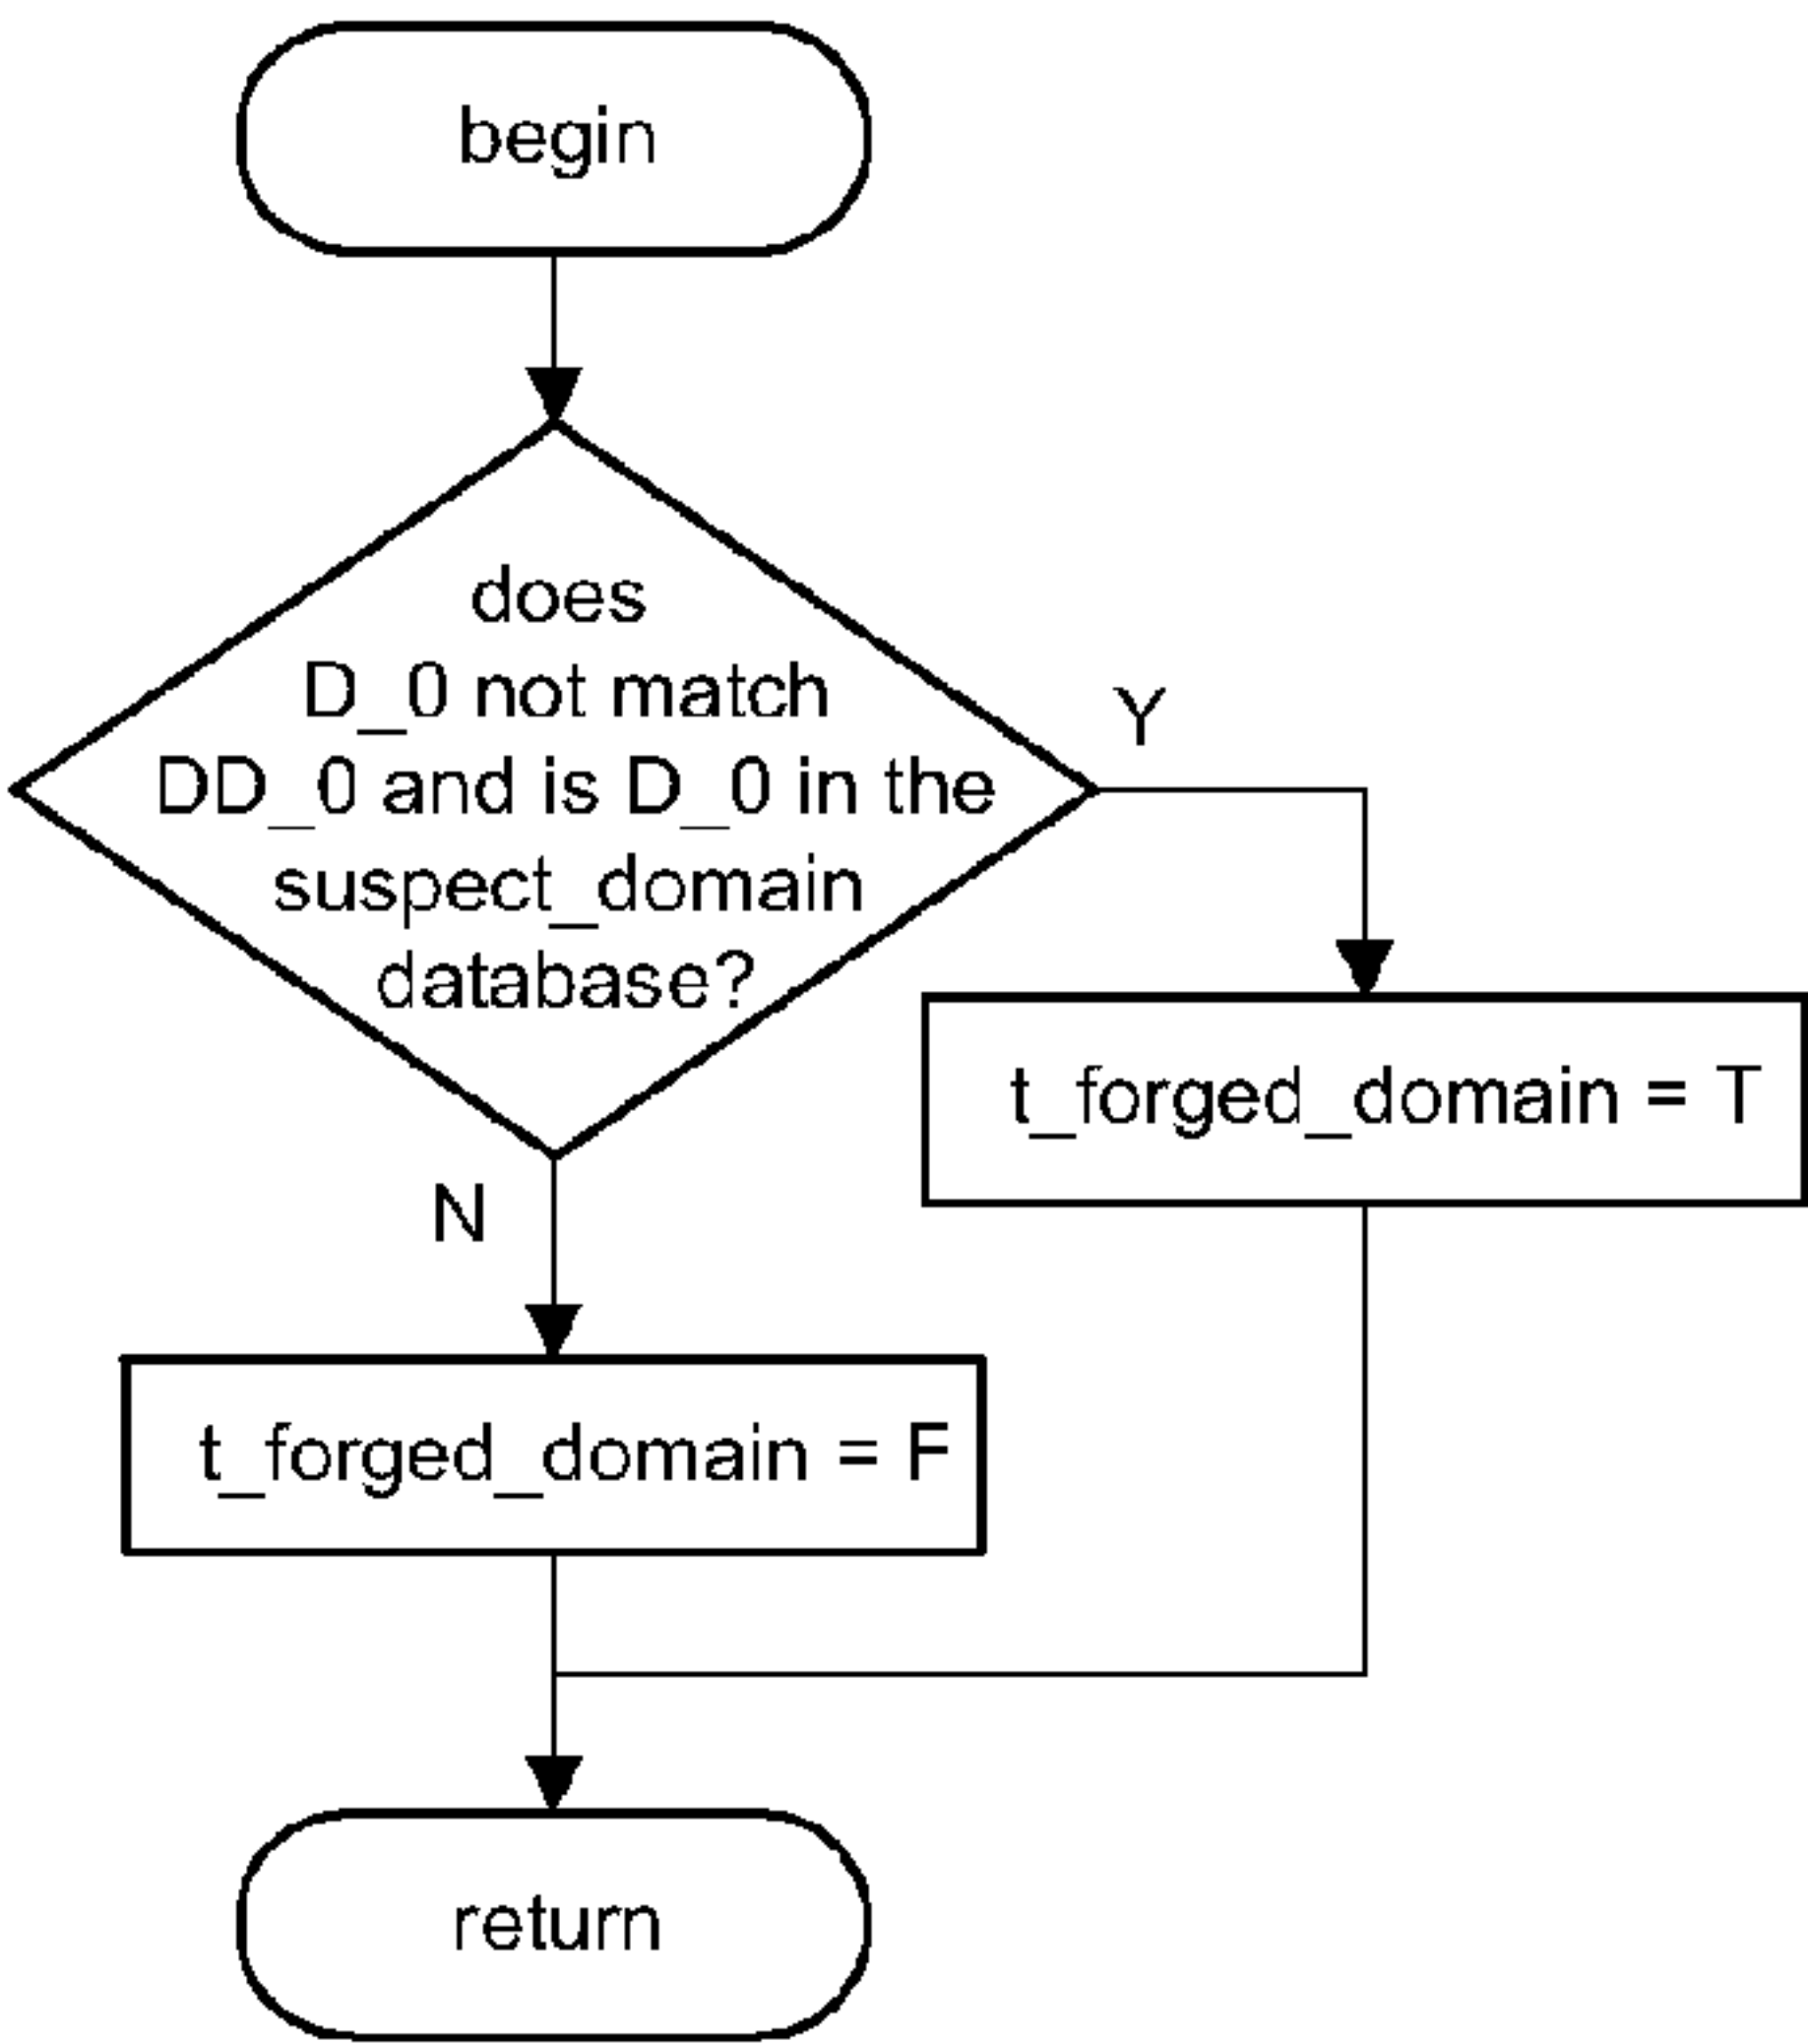 begin
does
D_0 not match
DD_0 and is D_0 in the
suspect_domain
database?
Y
t_forged_domain = T
N
t_forged_domain = F
return